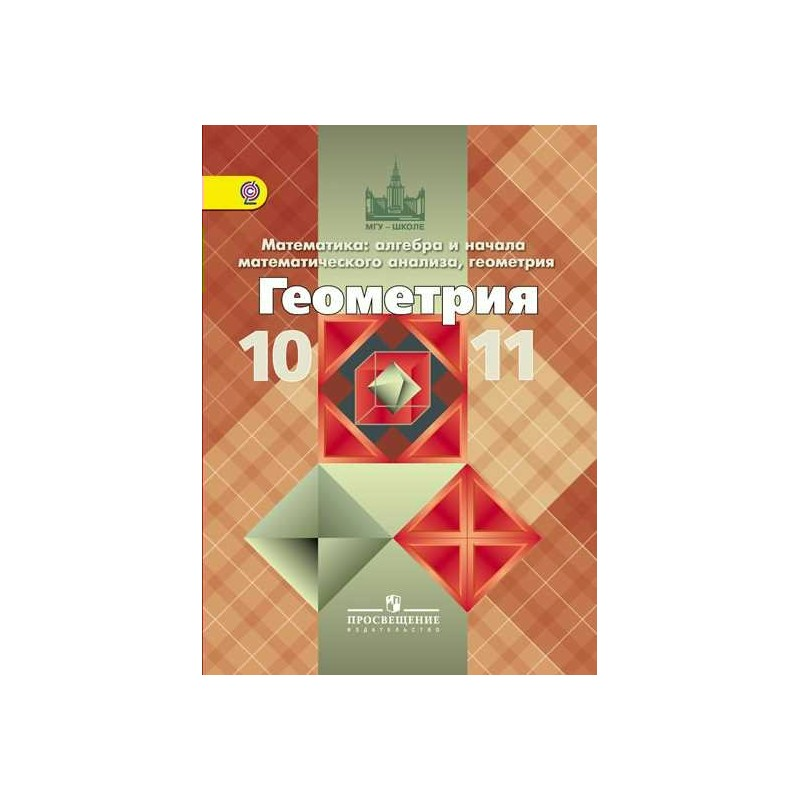 МГУ – ШКОЛЕ
Математика: алгебра и начала
математического анализа, геометрия
Геометрия
10 11
ПРОСВЕЩЕНИЕ
ИЗДАТЕЛЬСТВО